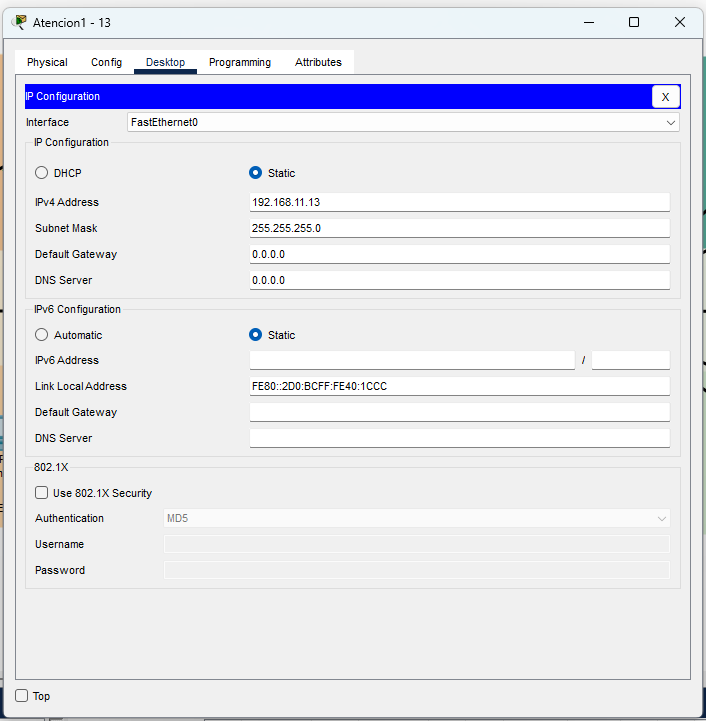 Atencion1 - 13
Physical Config Desktop Programming Attributes
IP Configuration X
Interface FastEthernet0
IP Configuration
DHCP Static
IPv4 Address 192.168.11.13
Subnet Mask 255.255.255.0
Default Gateway 0.0.0.0
DNS Server 0.0.0.0
IPv6 Configuration
Automatic Static
IPv6 Address /
Link Local Address FE80::2D0:BCFF:FE40:1CCC
Default Gateway
DNS Server
802.1X
Use 802.1X Security
Authentication MD5
Username
Password
Top